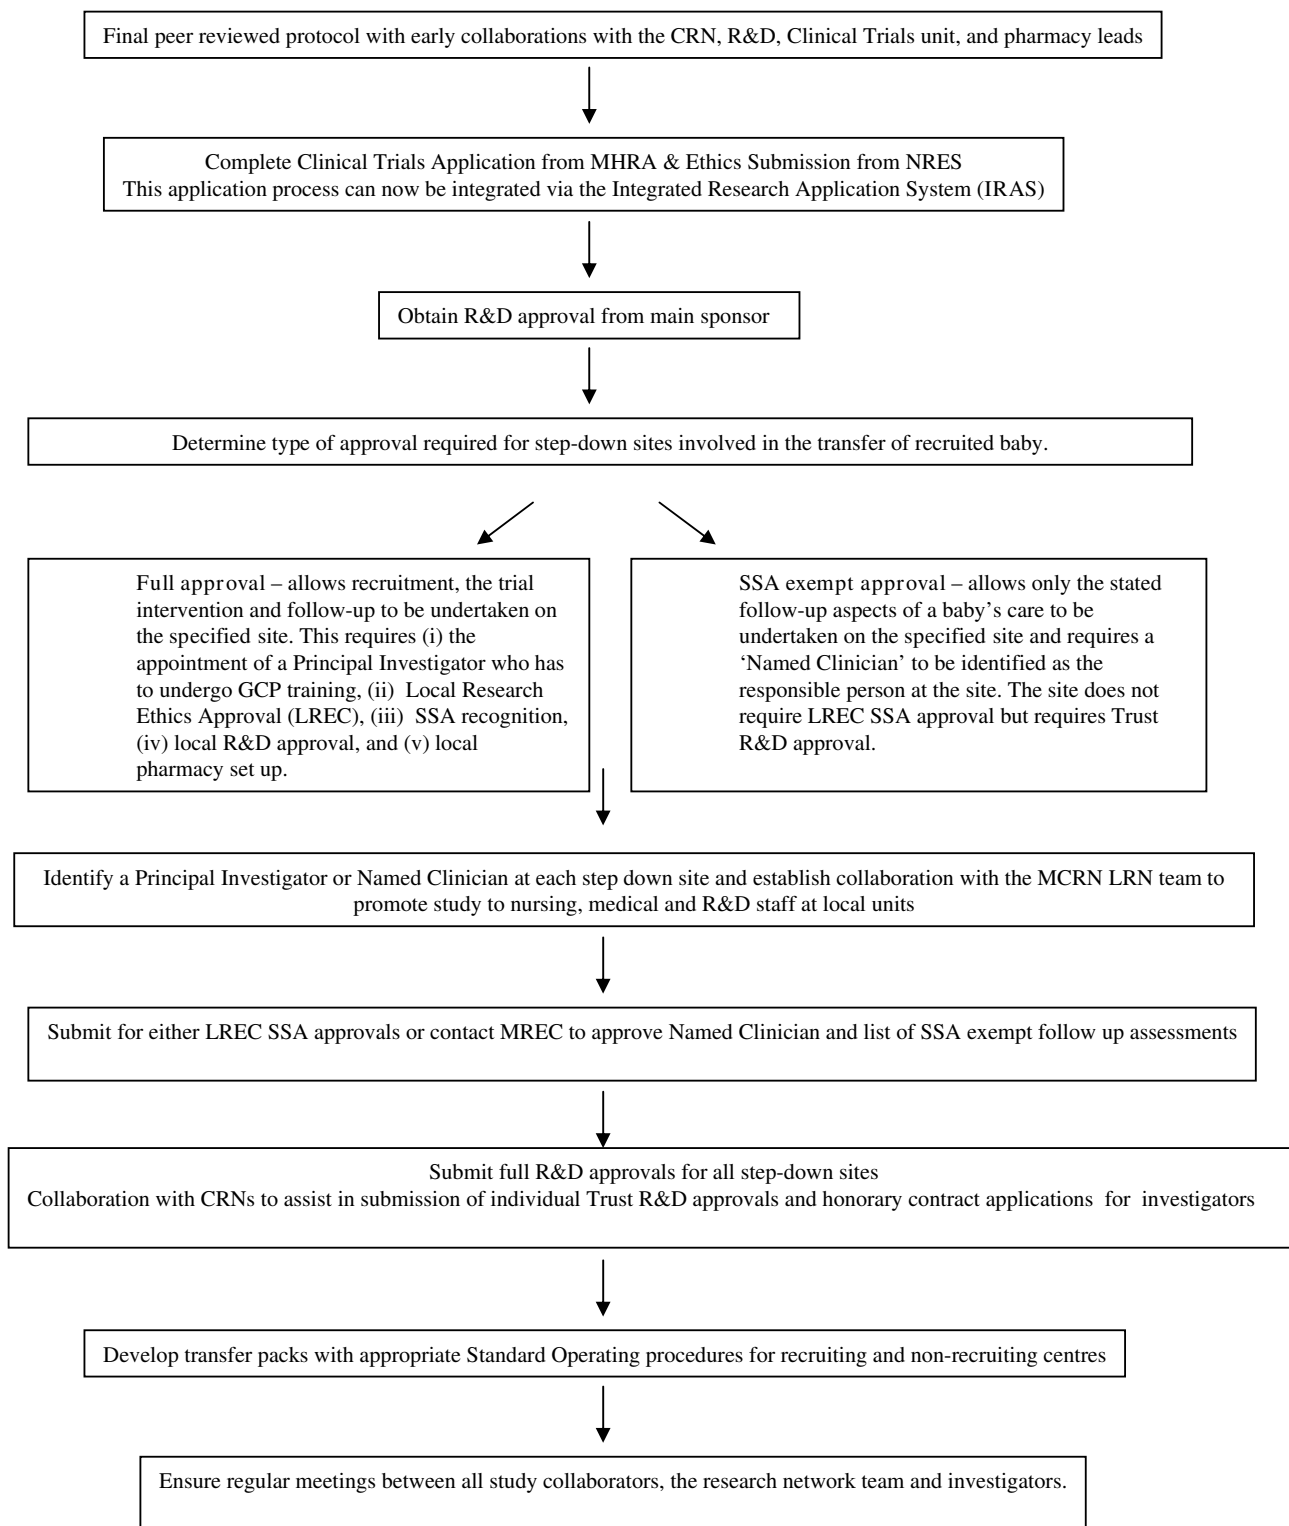 Final peer reviewed protocol with early collaborations with the CRN, R&D, Clinical Trials unit, and pharmacy leads
Complete Clinical Trials Application from MHRA & Ethics Submission from NRES
This application process can now be integrated via the Integrated Research Application System (IRAS)
Obtain R&D approval from main sponsor
Determine type of approval required for step-down sites involved in the transfer of recruited baby.
Full approval – allows recruitment, the trial
intervention and follow-up to be undertaken on
the specified site. This requires (i) the
appointment of a Principal Investigator who has
to undergo GCP training, (ii) Local Research
Ethics Approval (LREC), (iii) SSA recognition,
(iv) local R&D approval, and (v) local
pharmacy set up.
SSA exempt approval – allows only the stated
follow-up aspects of a baby’s care to be
undertaken on the specified site and requires a
‘Named Clinician’ to be identified as the
responsible person at the site. The site does not
require LREC SSA approval but requires Trust
R&D approval.
Identify a Principal Investigator or Named Clinician at each step down site and establish collaboration with the MCRN LRN team to
promote study to nursing, medical and R&D staff at local units
Submit for either LREC SSA approvals or contact MREC to approve Named Clinician and list of SSA exempt follow up assessments
Submit full R&D approvals for all step-down sites
Collaboration with CRNs to assist in submission of individual Trust R&D approvals and honorary contract applications for investigators
Develop transfer packs with appropriate Standard Operating procedures for recruiting and non-recruiting centres
Ensure regular meetings between all study collaborators, the research network team and investigators.